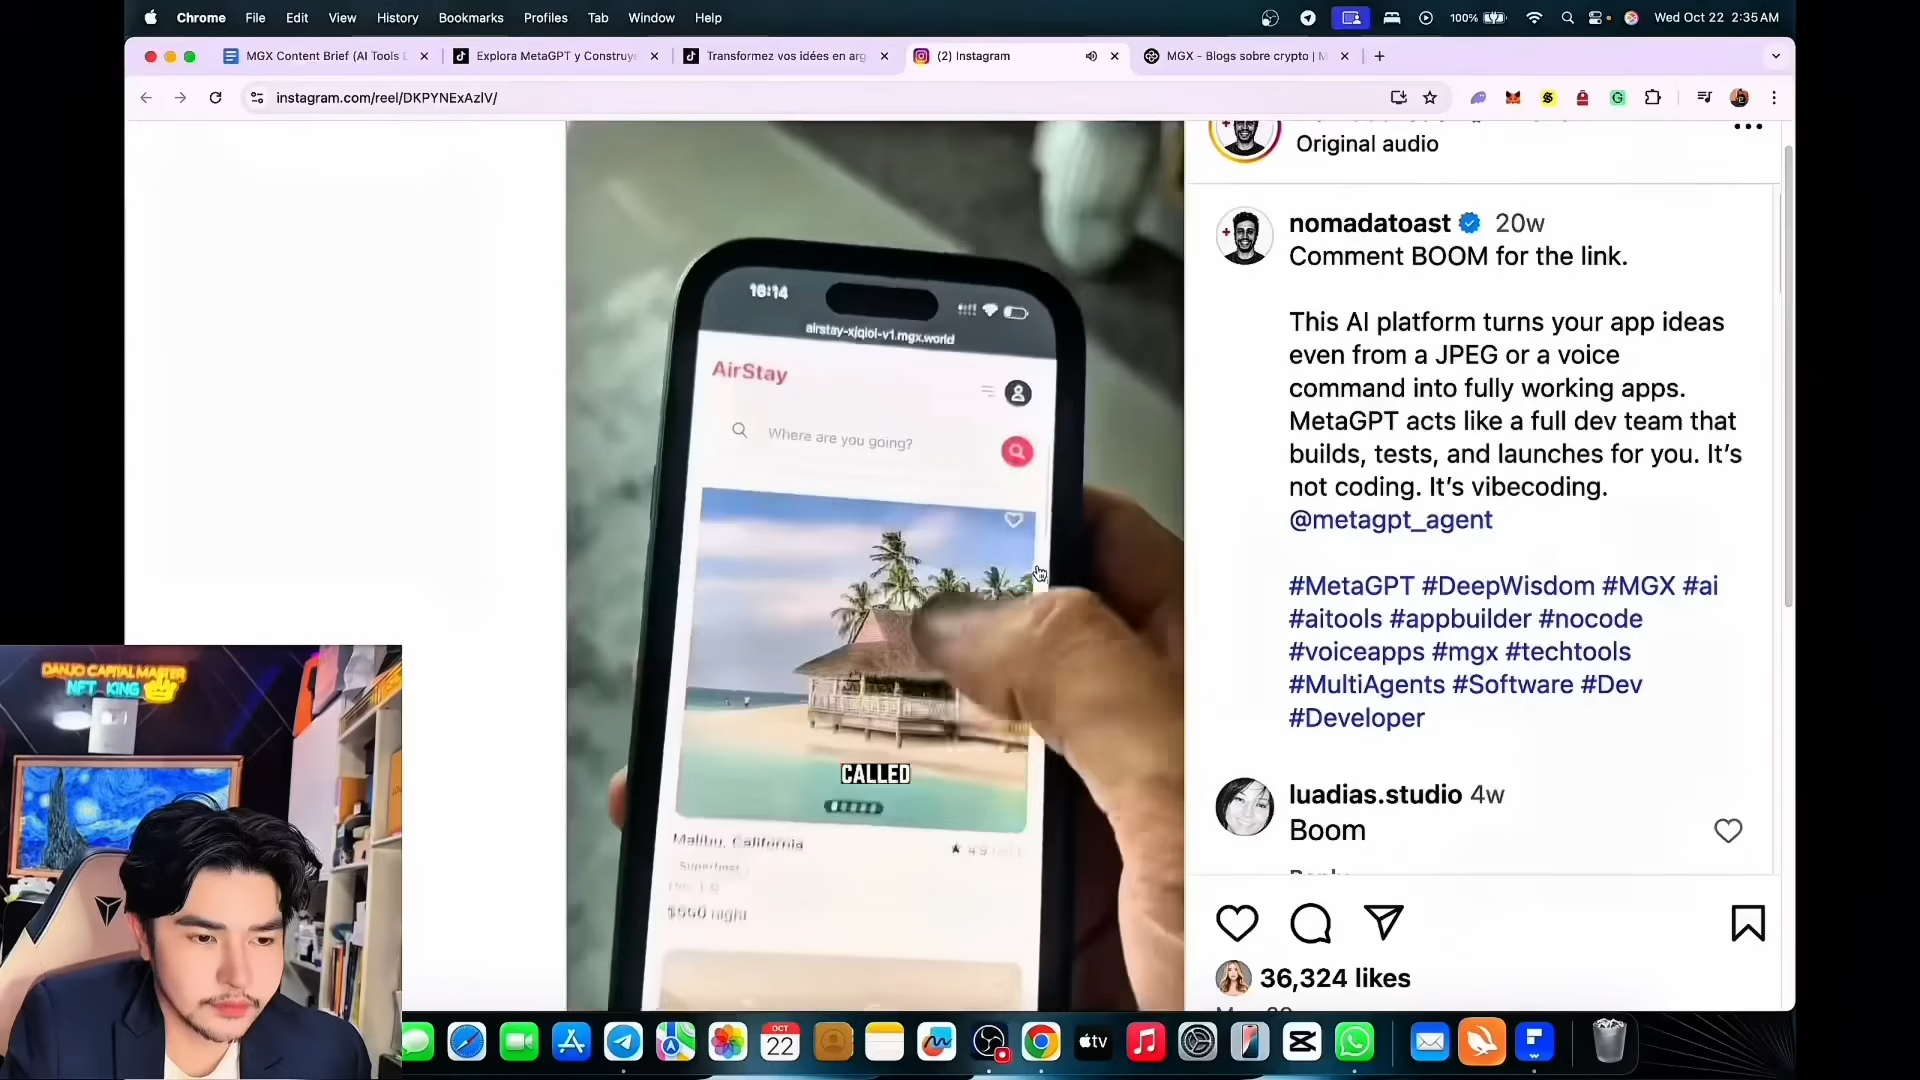 Chrome File Edit View History Bookmarks Profiles Tab Window Help
100% Wed Oct 22 2:35 AM
MGX Content Brief (AI Tools
Explora MetaGPT y Construye
Transformez vos idées en arg
(2) Instagram
MGX - Blogs sobre crypto |
instagram.com/reel/DKPYNExAzlV/
Original audio
nomadatoast 20w
Comment BOOM for the link.
This AI platform turns your app ideas
even from a JPEG or a voice
command into fully working apps.
MetaGPT acts like a full dev team that
builds, tests, and launches for you. It's
not coding. It's vibecoding.
@metagpt_agent
#MetaGPT #DeepWisdom #MGX #ai
#aitools #appbuilder #nocode
#voiceapps #mgx #techtools
#MultiAgents #Software #Dev
#Developer
luadias.studio 4w
Boom
36,324 likes
16:14
airstay-xjqioi-v1.mgx.world
AirStay
Where are you going?
CALLED
Malibu, California
4.9
Superhost
night
DANJO CAPITAL MASTER
NFT KING
OCT
22
tv